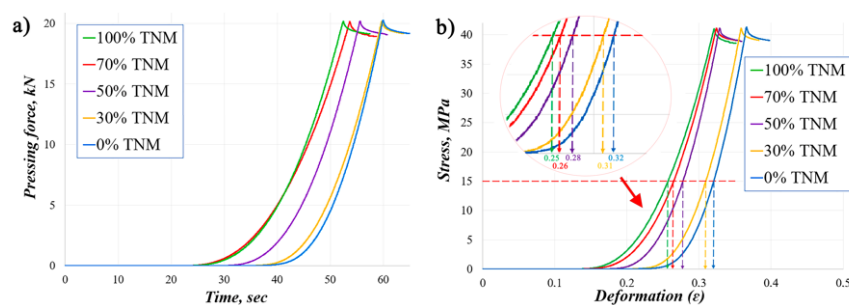 a)
Pressing force, kN
20
15
10
5
0
0 10 20 30 40 50 60
Time, sec
100% TNM
70% TNM
50% TNM
30% TNM
0% TNM
b)
Stress, MPa
45
40
35
30
25
20
15
10
5
0
0 0.1 0.2 0.3 0.4 0.5
Deformation (ε)
0.25 0.28 0.31 0.32
0.26
100% TNM
70% TNM
50% TNM
30% TNM
0% TNM